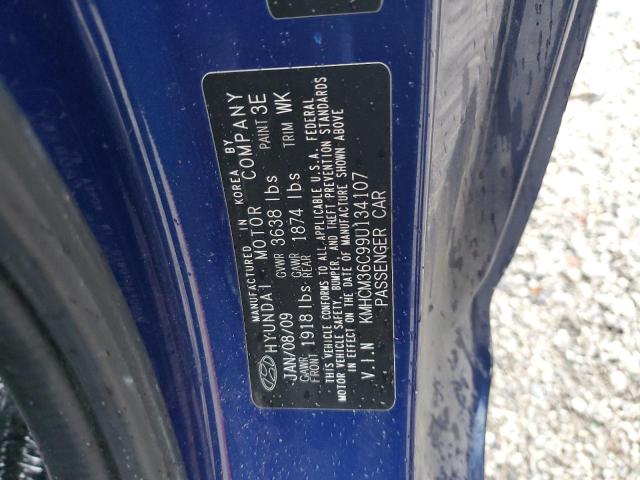 MANUFACTURED IN KOREA BY
HYUNDAI MOTOR COMPANY
JAN/08/09 GVWR 3638 lbs PAINT 3E
GAWR FRONT 1918 lbs GAWR REAR 1874 lbs TRIM WK
THIS VEHICLE CONFORMS TO ALL APPLICABLE U.S.A. FEDERAL
MOTOR VEHICLE SAFETY, BUMPER, AND THEFT PREVENTION STANDARDS
IN EFFECT ON THE DATE OF MANUFACTURE SHOWN ABOVE
V.I.N KMHCM36C99U134107
PASSENGER CAR